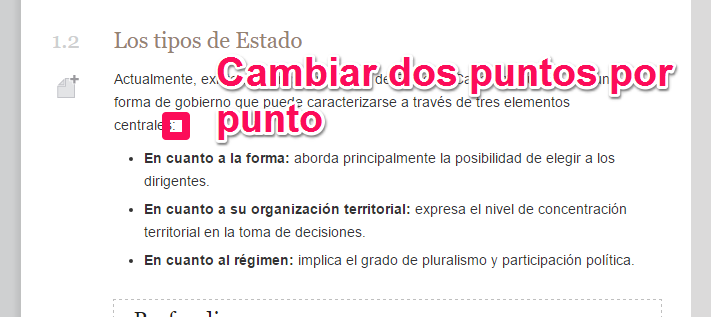 1.2 Los tipos de Estado
Cambiar dos puntos por
punto
Actualmente,
forma de gobierno que puede caracterizarse a través de tres elementos
centrales:
En cuanto a la forma: aborda principalmente la posibilidad de elegir a los
dirigentes.
En cuanto a su organización territorial: expresa el nivel de concentración
territorial en la toma de decisiones.
En cuanto al régimen: implica el grado de pluralismo y participación política.